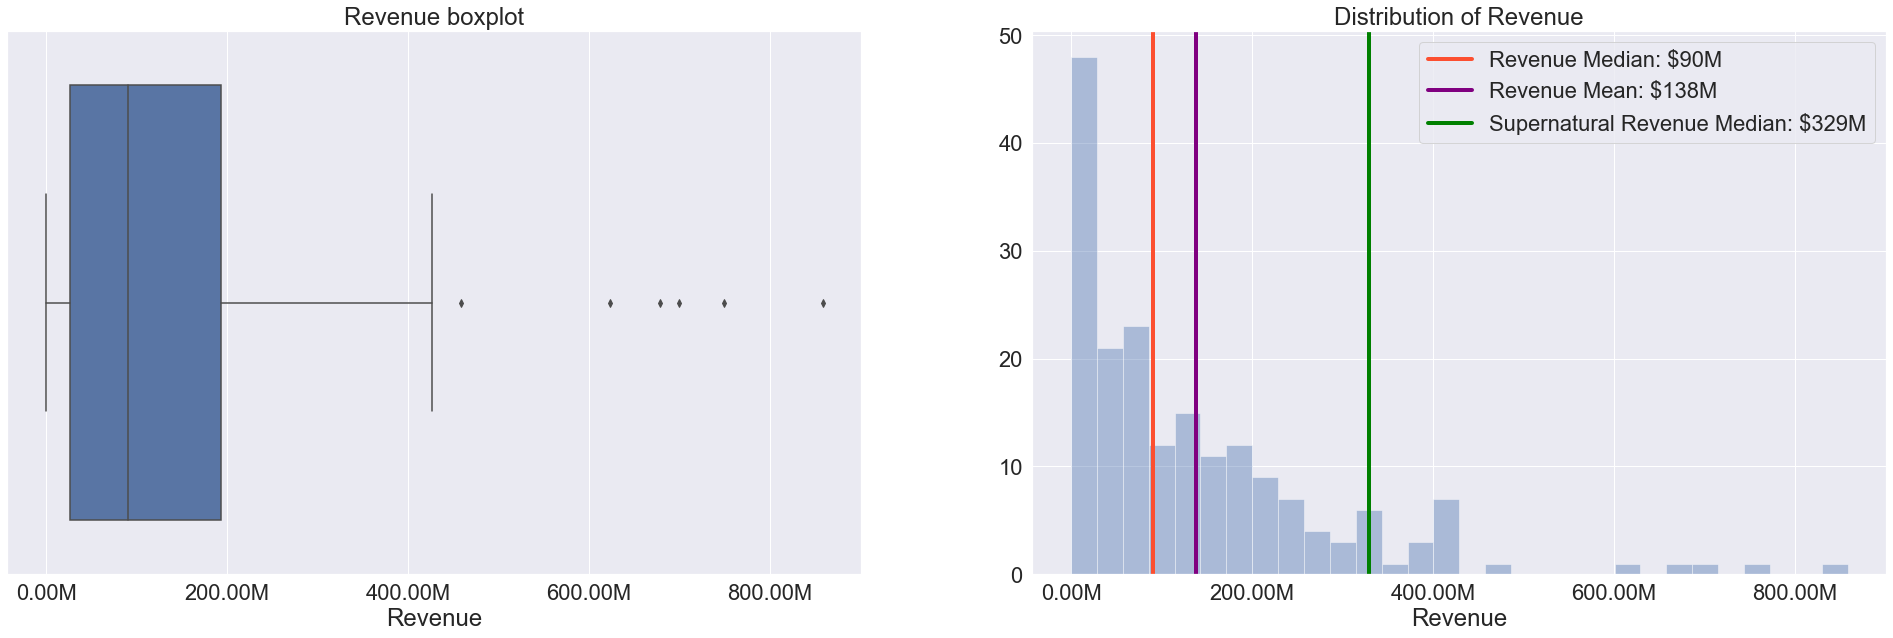 Revenue boxplot
0.00M 200.00M 400.00M 600.00M 800.00M
Revenue
Distribution of Revenue
50
40
30
20
10
0
Revenue Median: $90M
Revenue Mean: $138M
Supernatural Revenue Median: $329M
0.00M 200.00M 400.00M 600.00M 800.00M
Revenue